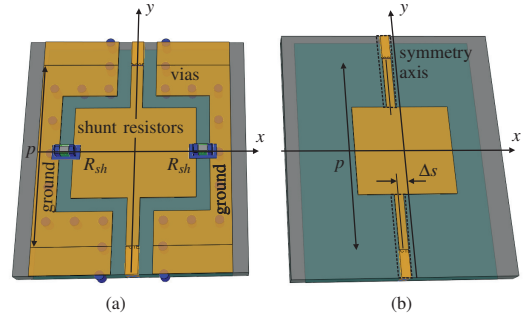 y
vias
shunt resistors
x
p
R_sh
R_sh
ground
ground
(a)
y
symmetry
axis
x
p
Δs
(b)